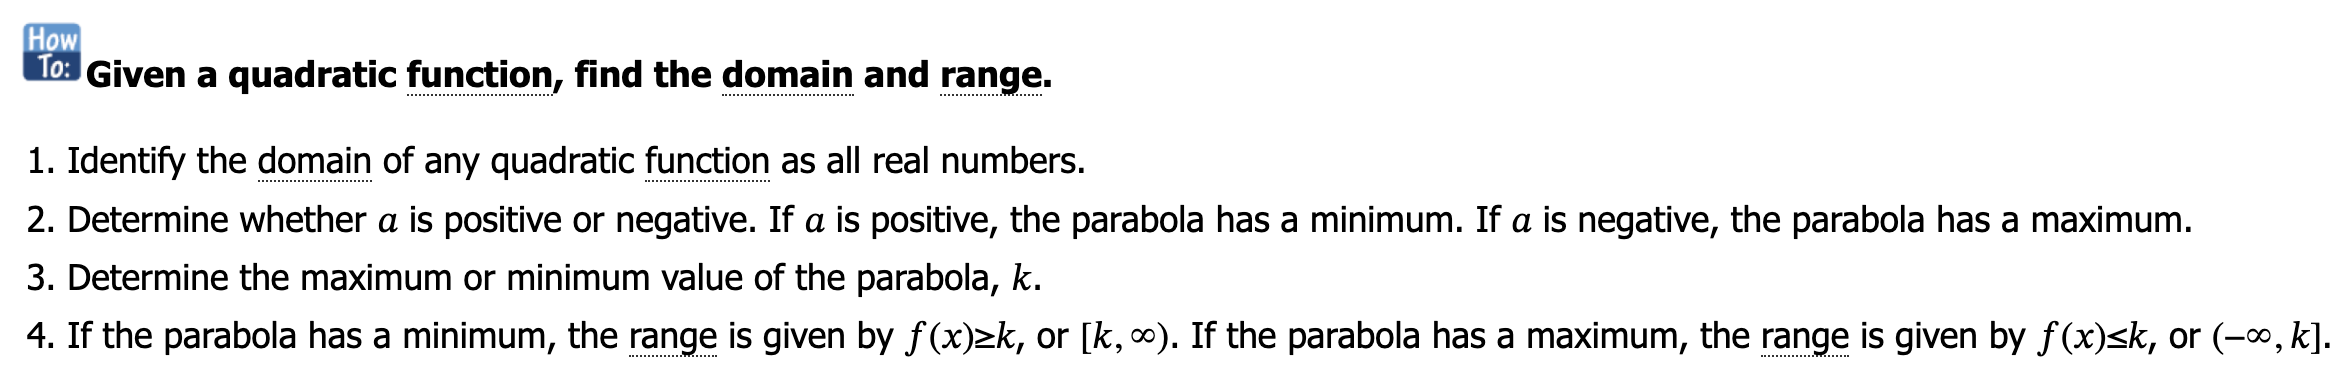 How
To:
Given a quadratic function, find the domain and range.
1. Identify the domain of any quadratic function as all real numbers.
2. Determine whether a is positive or negative. If a is positive, the parabola has a minimum. If a is negative, the parabola has a maximum.
3. Determine the maximum or minimum value of the parabola, k.
4. If the parabola has a minimum, the range is given by f(x)≥k, or [k, ∞). If the parabola has a maximum, the range is given by f(x)≤k, or (−∞, k].